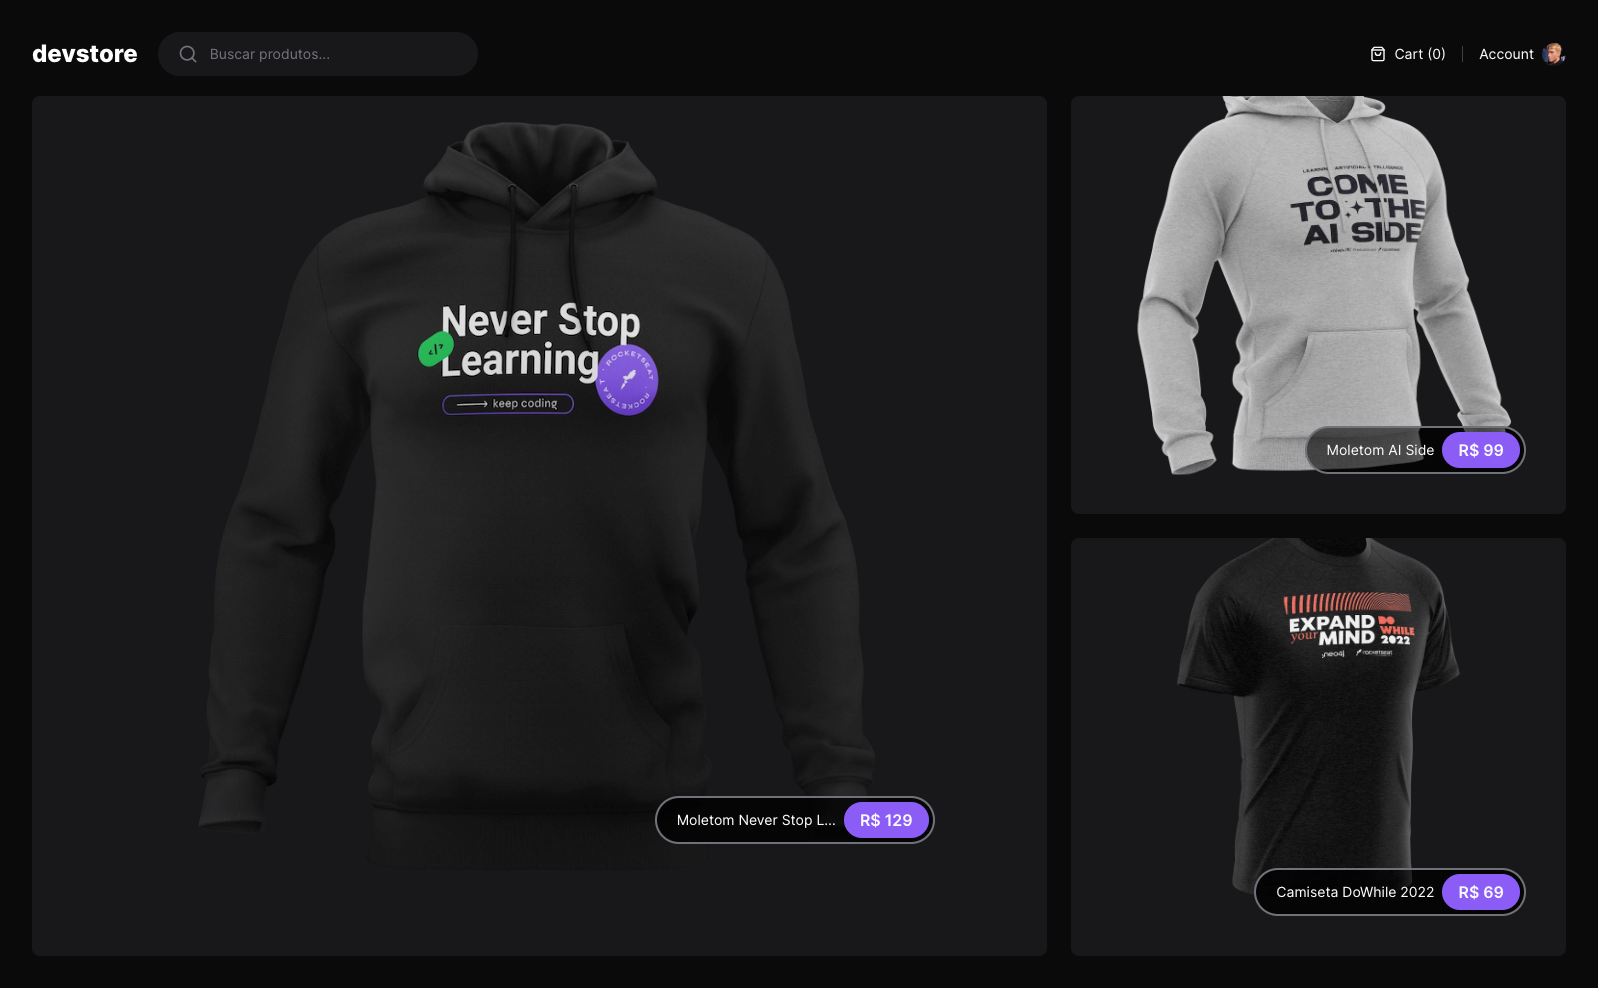 devstore
Buscar produtos...
Cart (0)
Account
Never Stop
Learning
</>
keep coding
ROCKETSEAT · ROCKETSEAT
Moletom Never Stop L...
R$ 129
LEARNING ARTIFICIAL INTELLIGENCE
COME
TO THE
AI SIDE
Moletom AI Side
R$ 99
EXPAND
your MIND
DO
WHILE
2022
neo4j
rocketseat
Camiseta DoWhile 2022
R$ 69